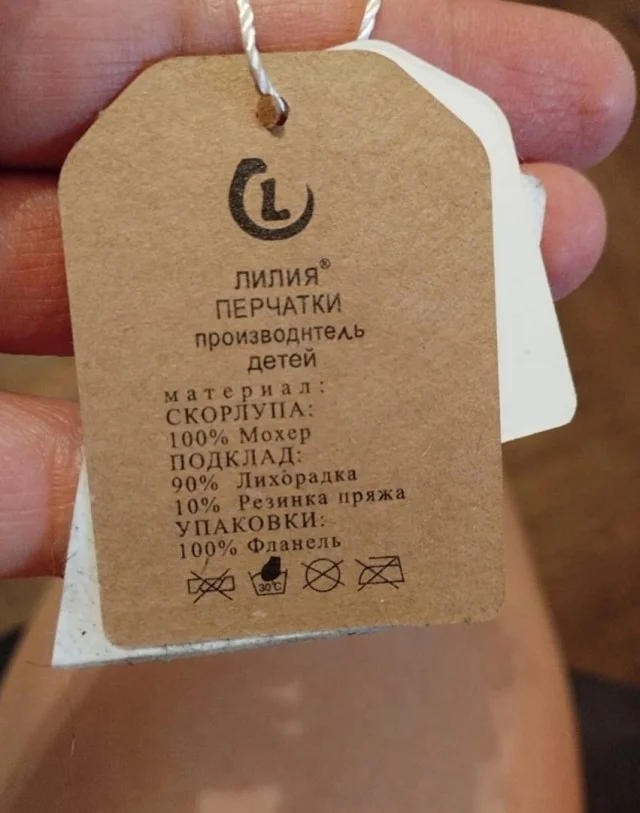 L
ЛИЛИЯ®
ПЕРЧАТКИ
производнтель
детей
материал:
СКОРЛУПА:
100% Мохер
ПОДКЛАД:
90% Лихорадка
10% Резинка пряжа
УПАКОВКИ:
100% Фланель
30°C